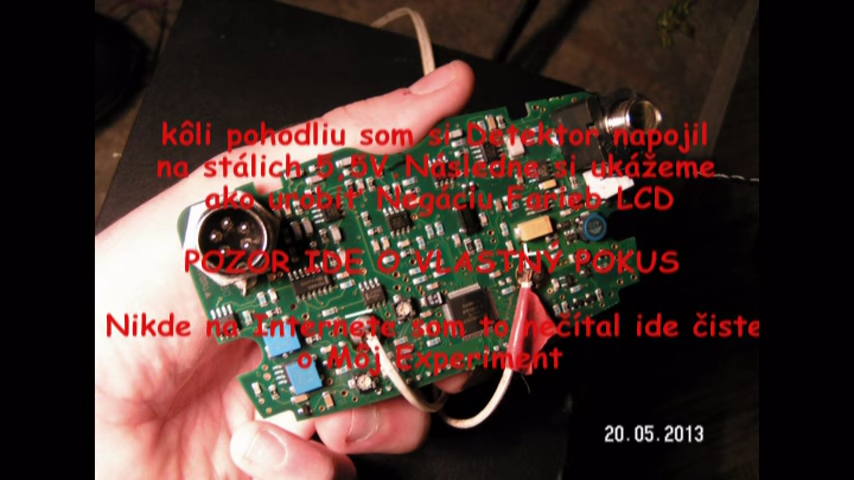 kôli pohodliu som si Detektor napojil
na stálich 5.5V. Následne si ukážeme
ako urobiť Negáciu Farieb LCD
POZOR IDE O VLASTNÝ POKUS
Nikde na Internete som to nečítal ide čiste
o Môj Experiment
20.05.2013